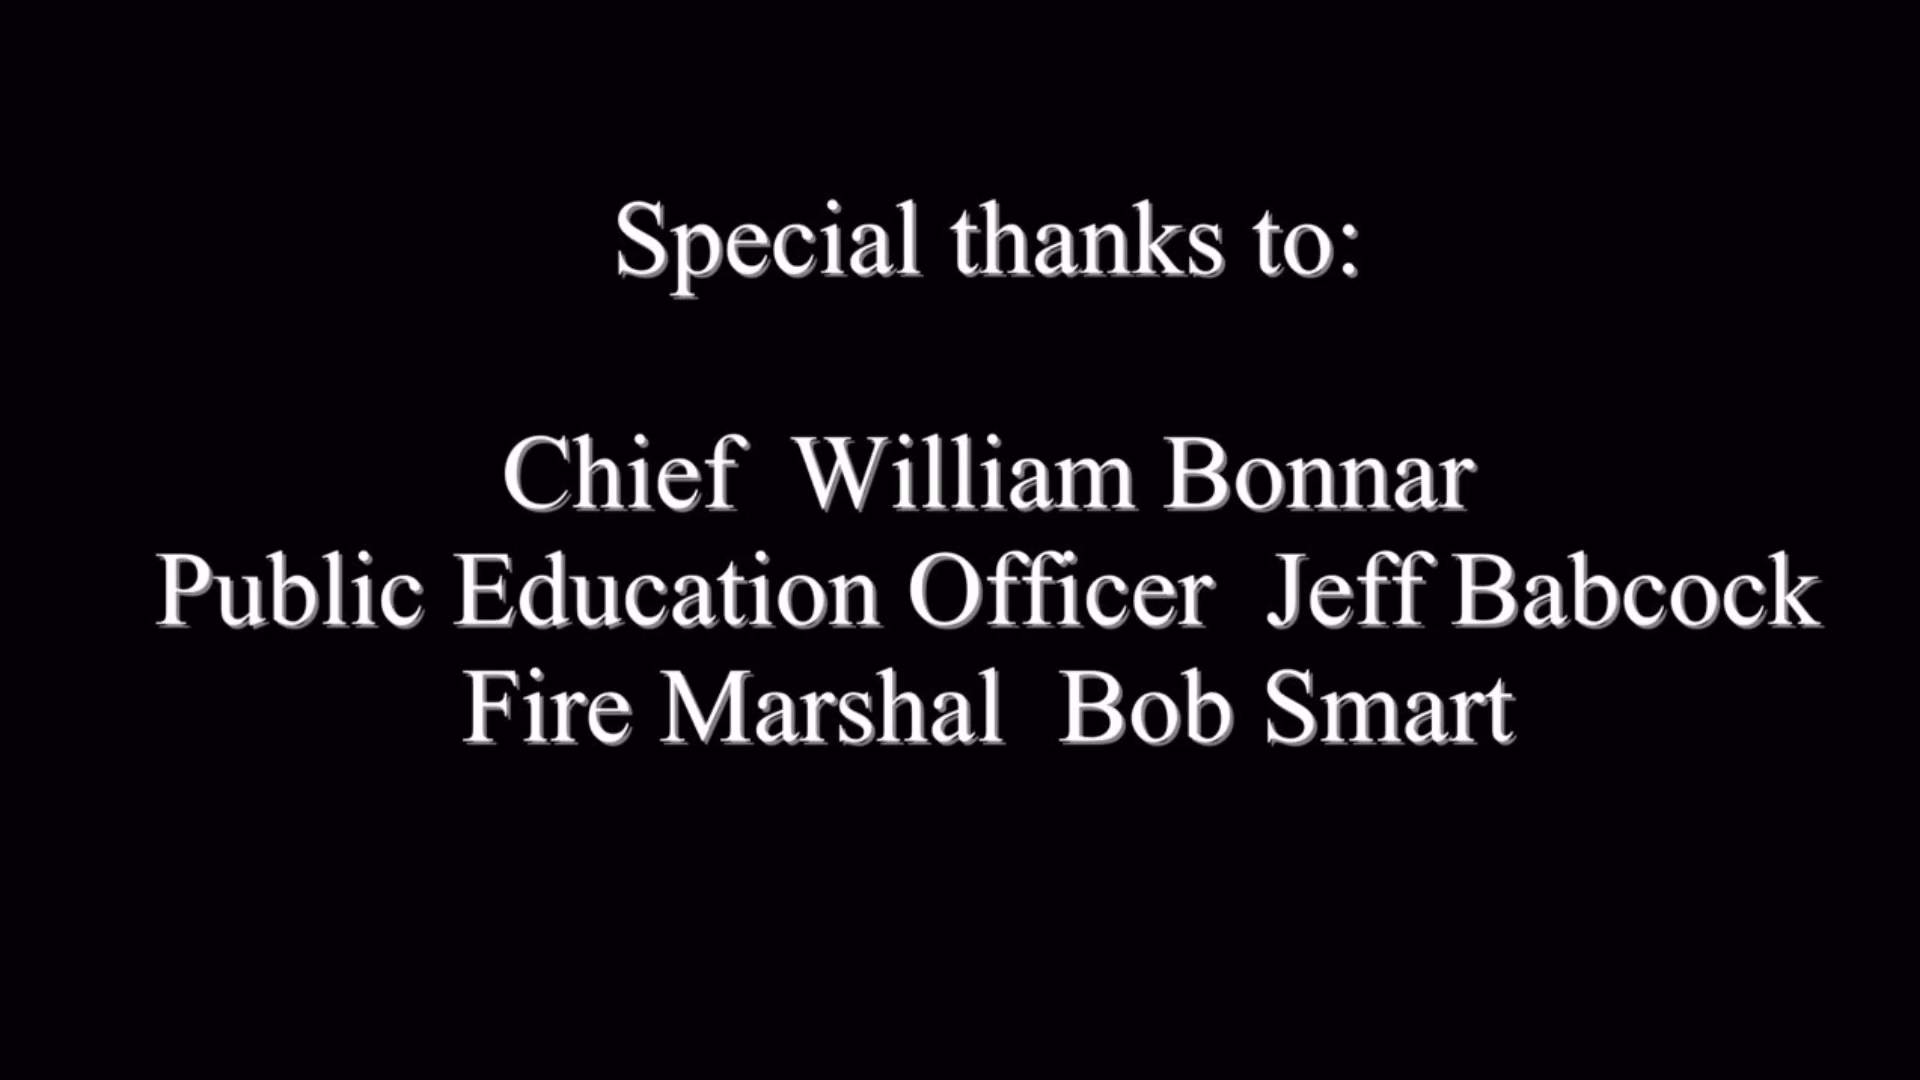 Special thanks to:
Chief  William Bonnar
Public Education Officer  Jeff Babcock
Fire Marshal  Bob Smart